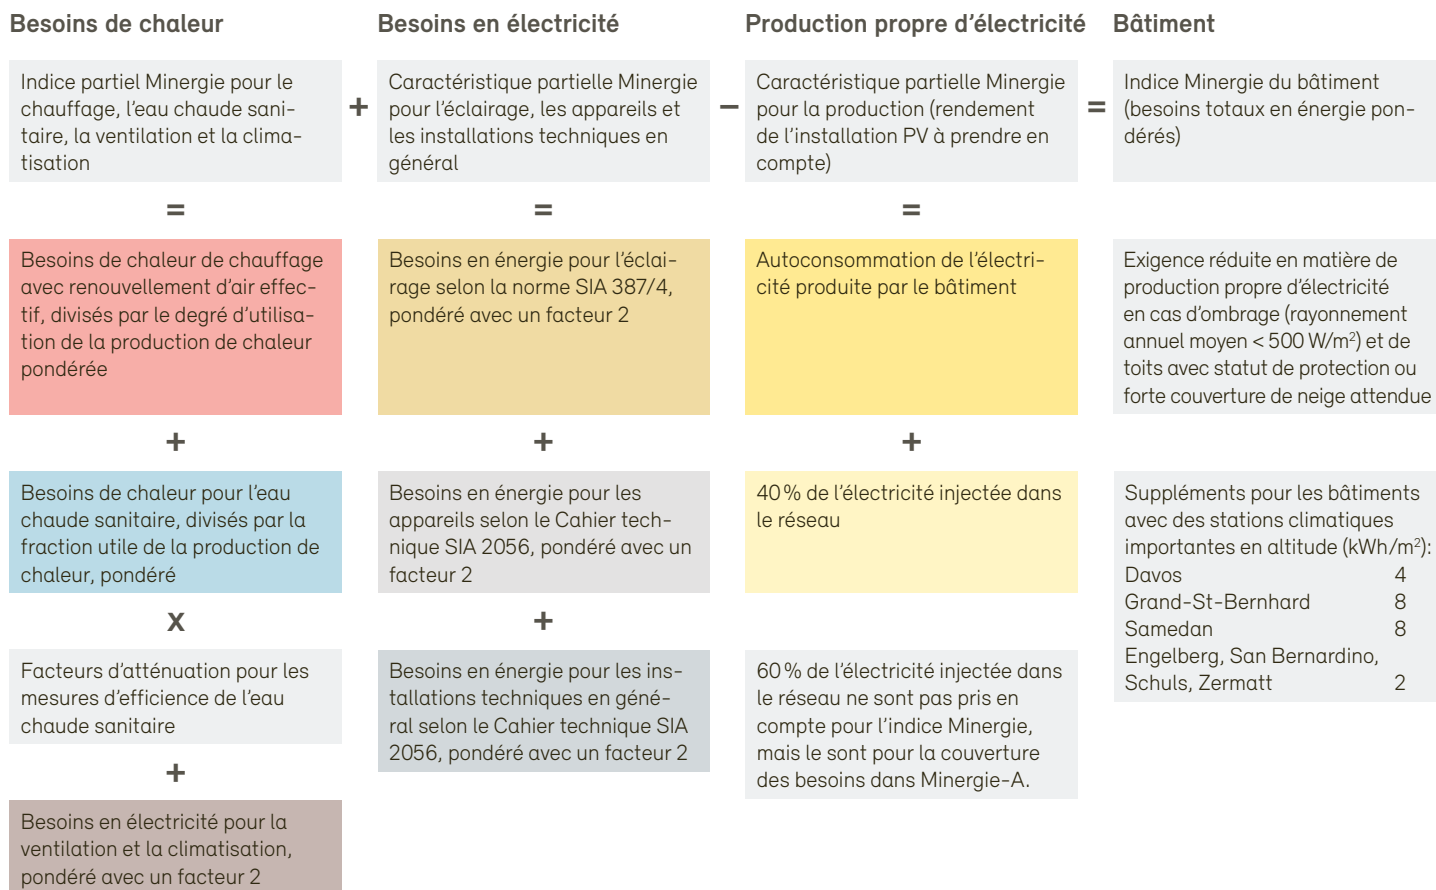 Besoins de chaleur
Indice partiel Minergie pour le
chauffage, l'eau chaude sani-
taire, la ventilation et la clima-
tisation
=
Besoins de chaleur de chauffage
avec renouvellement d'air effec-
tif, divisés par le degré d'utilisa-
tion de la production de chaleur
pondérée
+
Besoins de chaleur pour l'eau
chaude sanitaire, divisés par la
fraction utile de la production de
chaleur, pondéré
x
Facteurs d'atténuation pour les
mesures d'efficience de l'eau
chaude sanitaire
+
Besoins en électricité pour la
ventilation et la climatisation,
pondéré avec un facteur 2
+
Besoins en électricité
Caractéristique partielle Minergie
pour l'éclairage, les appareils et
les installations techniques en
général
=
Besoins en énergie pour l'éclai-
rage selon la norme SIA 387/4,
pondéré avec un facteur 2
+
Besoins en énergie pour les
appareils selon le Cahier tech-
nique SIA 2056, pondéré avec un
facteur 2
+
Besoins en énergie pour les ins-
tallations techniques en géné-
ral selon le Cahier technique SIA
2056, pondéré avec un facteur 2
–
Production propre d'électricité
Caractéristique partielle Minergie
pour la production (rendement
de l'installation PV à prendre en
compte)
=
Autoconsommation de l'électri-
cité produite par le bâtiment
+
40 % de l'électricité injectée dans
le réseau
60 % de l'électricité injectée dans
le réseau ne sont pas pris en
compte pour l'indice Minergie,
mais le sont pour la couverture
des besoins dans Minergie-A.
=
Bâtiment
Indice Minergie du bâtiment
(besoins totaux en énergie pon-
dérés)
Exigence réduite en matière de
production propre d'électricité
en cas d'ombrage (rayonnement
annuel moyen < 500 W/m²) et de
toits avec statut de protection ou
forte couverture de neige attendue
Suppléments pour les bâtiments
avec des stations climatiques
importantes en altitude (kWh/m²):
Davos 4
Grand-St-Bernhard 8
Samedan 8
Engelberg, San Bernardino,
Schuls, Zermatt 2